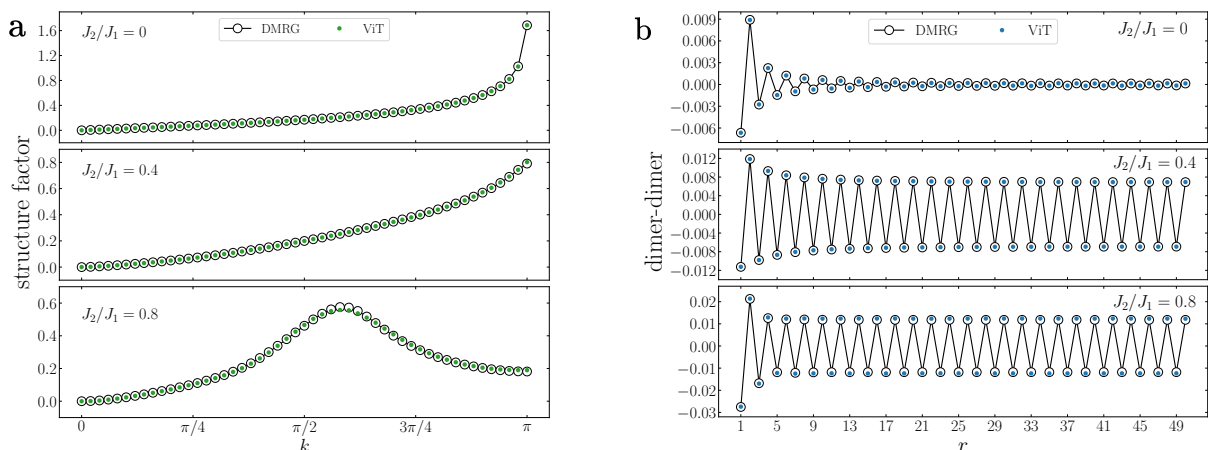 a
structure factor
DMRG
ViT
J₂/J₁ = 0
1.6
1.2
0.8
0.4
0.0
J₂/J₁ = 0.4
0.8
0.6
0.4
0.2
0.0
J₂/J₁ = 0.8
0.6
0.4
0.2
0.0
0 π/4 π/2 3π/4 π
k
b
dimer-dimer
DMRG
ViT
J₂/J₁ = 0
0.009
0.006
0.003
0.000
−0.003
−0.006
J₂/J₁ = 0.4
0.012
0.008
0.004
0.000
−0.004
−0.008
−0.012
J₂/J₁ = 0.8
0.02
0.01
0.00
−0.01
−0.02
−0.03
1 5 9 13 17 21 25 29 33 37 41 45 49
r